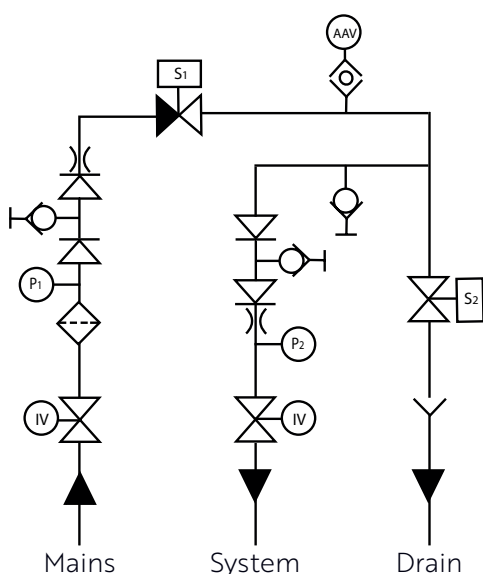 AAV
S1
P1
S2
P2
IV
IV
Mains
System
Drain